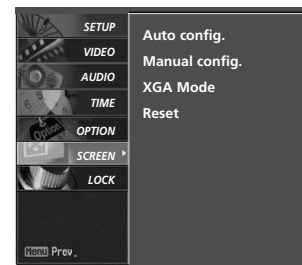 SETUP
VIDEO
AUDIO
TIME
OPTION
SCREEN
LOCK
Menu Prev.
Auto config.
Manual config.
XGA Mode
Reset